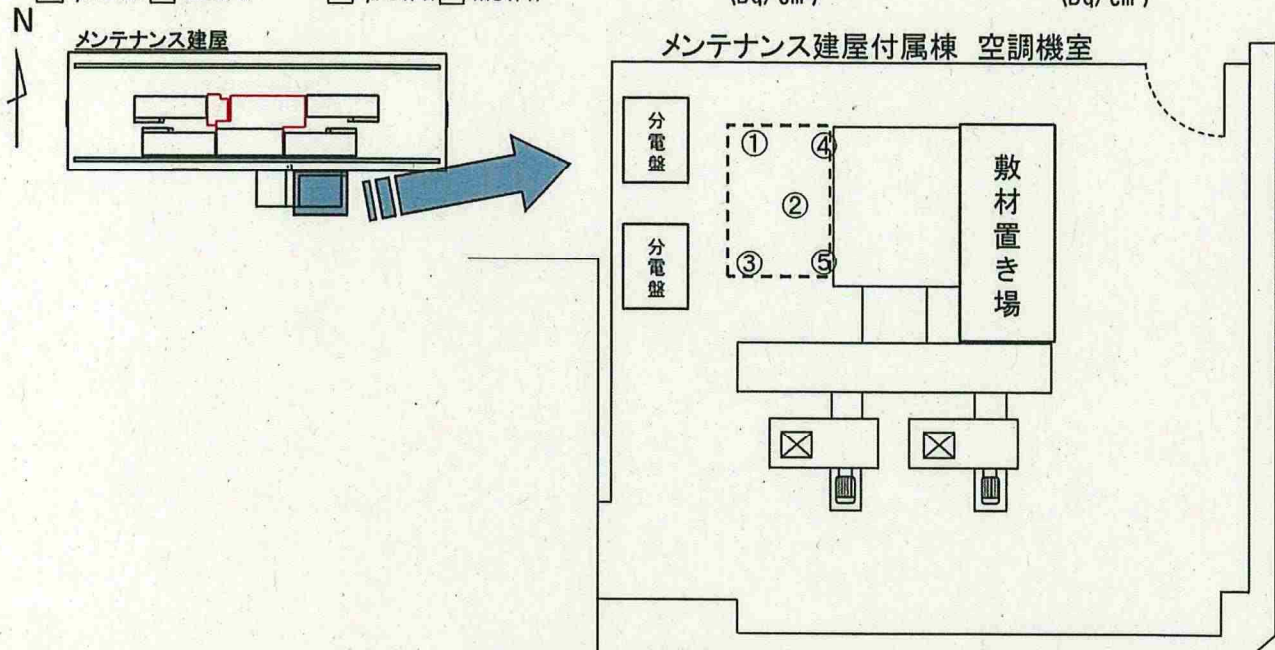 (Bq/cm²)
(Bq/cm²)
N
メンテナンス建屋
メンテナンス建屋付属棟 空調機室
分電盤
①
④
②
③
⑤
分電盤
敷材置き場